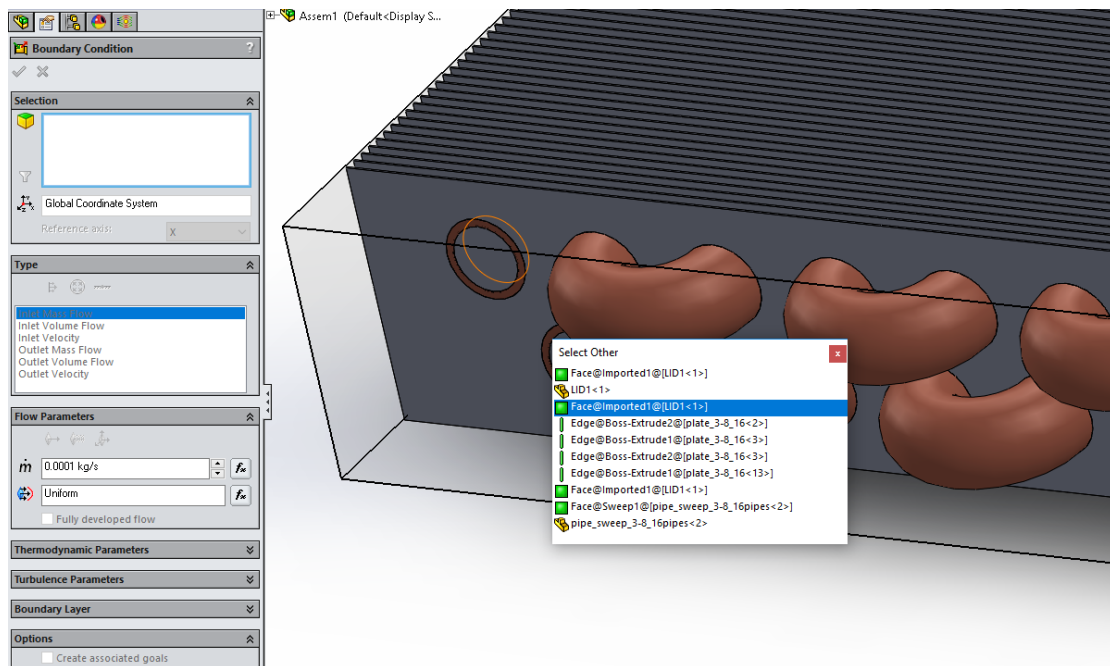 Assem1 (Default<Display S...
Boundary Condition
?
Selection
Global Coordinate System
Reference axis:
X
Type
Inlet Mass Flow
Inlet Volume Flow
Inlet Velocity
Outlet Mass Flow
Outlet Volume Flow
Outlet Velocity
Flow Parameters
ṁ 0.0001 kg/s
Uniform
Fully developed flow
Thermodynamic Parameters
Turbulence Parameters
Boundary Layer
Options
Create associated goals
Select Other
x
Face@Imported1@[LID1<1>]
LID1<1>
Face@Imported1@[LID1<1>]
Edge@Boss-Extrude2@[plate_3-8_16<2>]
Edge@Boss-Extrude1@[plate_3-8_16<3>]
Edge@Boss-Extrude2@[plate_3-8_16<3>]
Edge@Boss-Extrude1@[plate_3-8_16<13>]
Face@Imported1@[LID1<1>]
Face@Sweep1@[pipe_sweep_3-8_16pipes<2>]
pipe_sweep_3-8_16pipes<2>